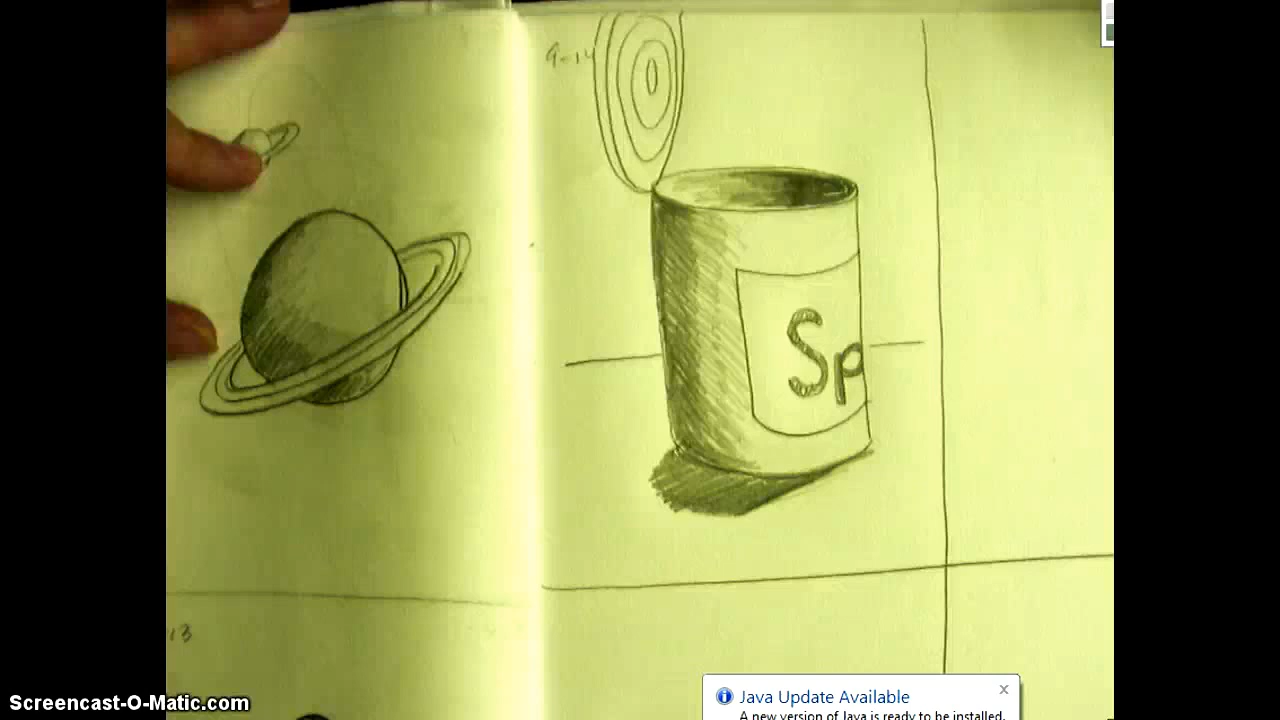 9-14
Sp
13
Java Update Available
A new version of Java is ready to be installed.
Screencast-O-Matic.com